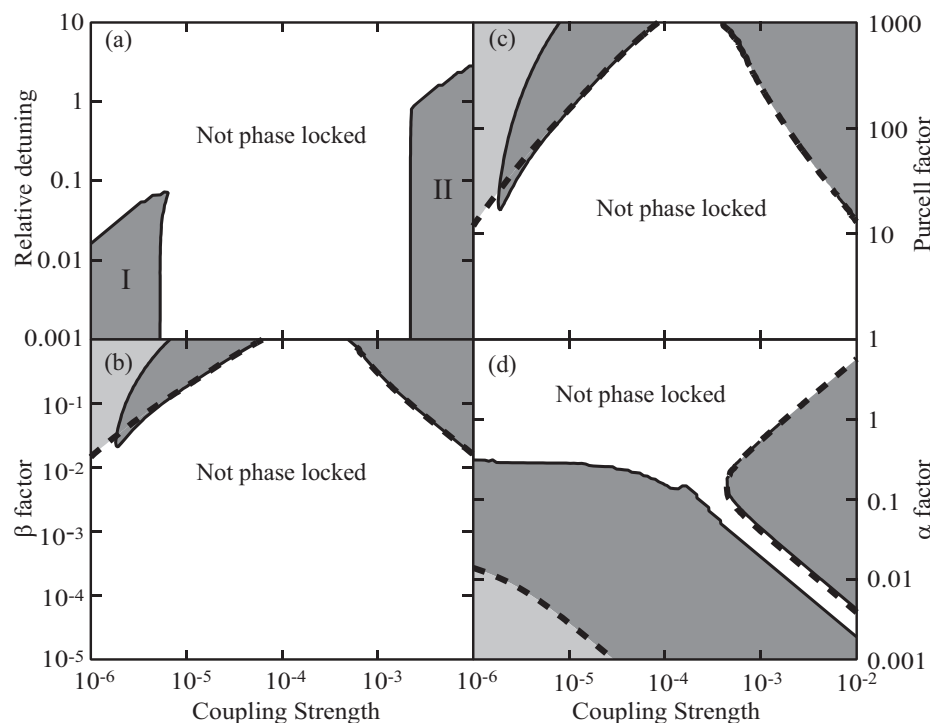 (a)
10
1
0.1
0.01
0.001
Relative detuning
Not phase locked
I
II
(b)
10-1
10-2
10-3
10-4
10-5
β factor
Not phase locked
10-6
10-5
10-4
10-3
10-6
Coupling Strength
(c)
Not phase locked
1000
100
10
1
Purcell factor
(d)
Not phase locked
1
0.1
0.01
0.001
α factor
10-5
10-4
10-3
10-2
Coupling Strength